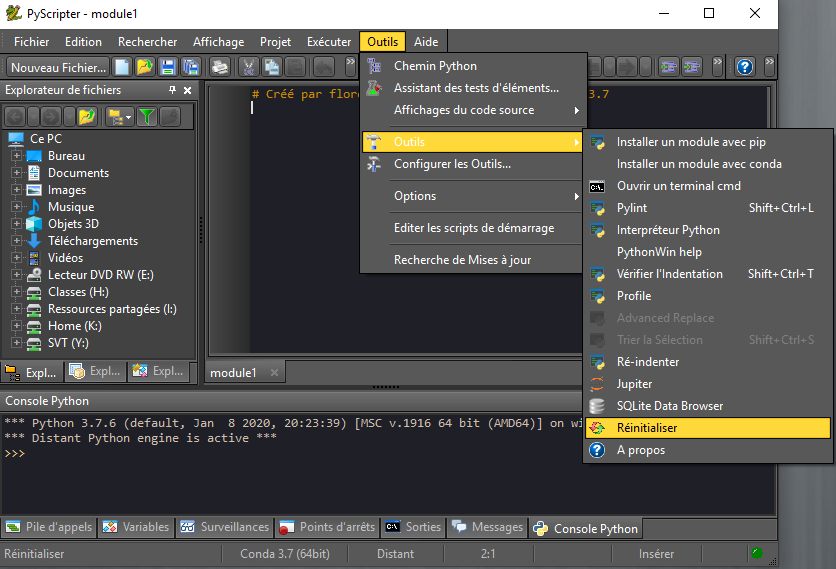 PyScripter - module1
Fichier Edition Rechercher Affichage Projet Exécuter Outils Aide
Nouveau Fichier...
Explorateur de fichiers
Ce PC
Bureau
Documents
Images
Musique
Objets 3D
Téléchargements
Vidéos
Lecteur DVD RW (E:)
Classes (H:)
Ressources partagées (I:)
Home (K:)
SVT (Y:)
Expl... Expl... Expl...
# Créé par flore
3.7
Chemin Python
Assistant des tests d'éléments...
Affichages du code source
Outils
Configurer les Outils...
Options
Editer les scripts de démarrage
Recherche de Mises à jour
Installer un module avec pip
Installer un module avec conda
Ouvrir un terminal cmd
Pylint Shift+Ctrl+L
Interpréteur Python
PythonWin help
Vérifier l'Indentation Shift+Ctrl+T
Profile
Advanced Replace
Trier la Sélection Shift+Ctrl+S
Ré-indenter
Jupiter
SQLite Data Browser
Réinitialiser
A propos
module1
Console Python
*** Python 3.7.6 (default, Jan  8 2020, 20:23:39) [MSC v.1916 64 bit (AMD64)] on wi
*** Distant Python engine is active ***
>>>
Pile d'appels Variables Surveillances Points d'arrêts Sorties Messages Console Python
Réinitialiser Conda 3.7 (64bit) Distant 2:1 Insérer